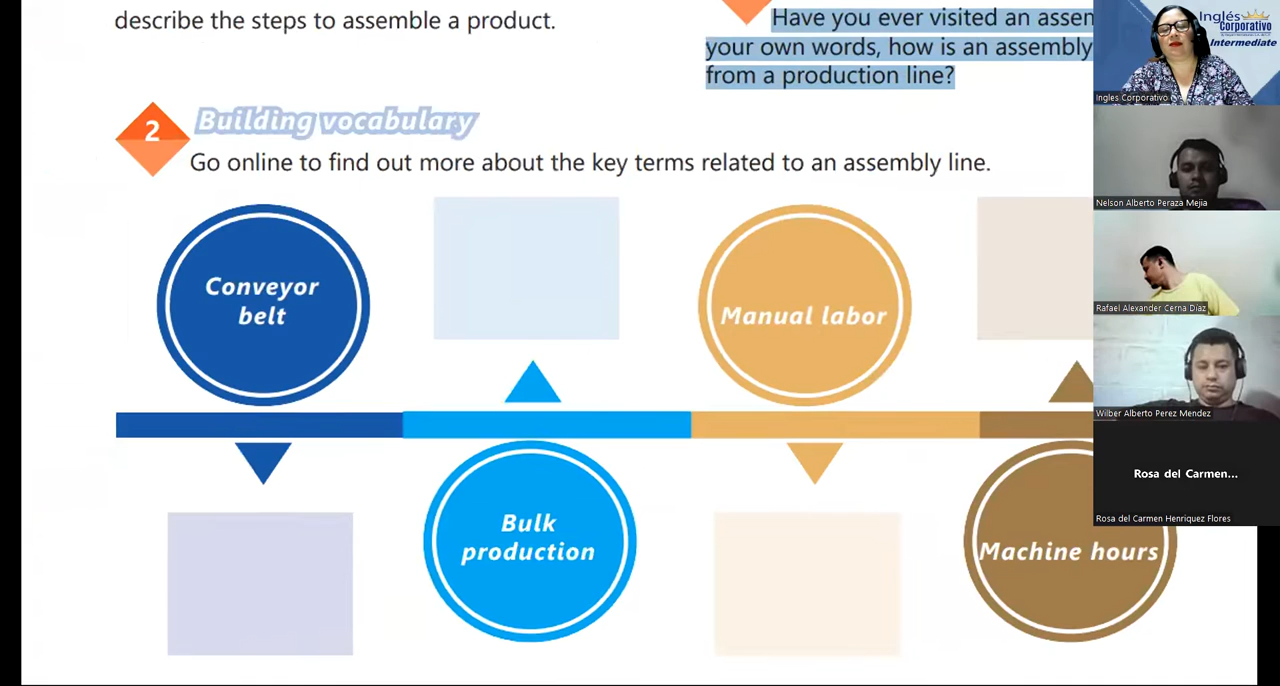 describe the steps to assemble a product.
Have you ever visited an assem
your own words, how is an assembly
from a production line?
2
Building vocabulary
Go online to find out more about the key terms related to an assembly line.
Conveyor
belt
Manual labor
Bulk
production
Machine hours
Inglés
Corporativo
Intermediate
Ingles Corporativo
Nelson Alberto Peraza Mejia
Rafael Alexander Cerna Díaz
Wilber Alberto Perez Mendez
Rosa del Carmen...
Rosa del Carmen Henriquez Flores